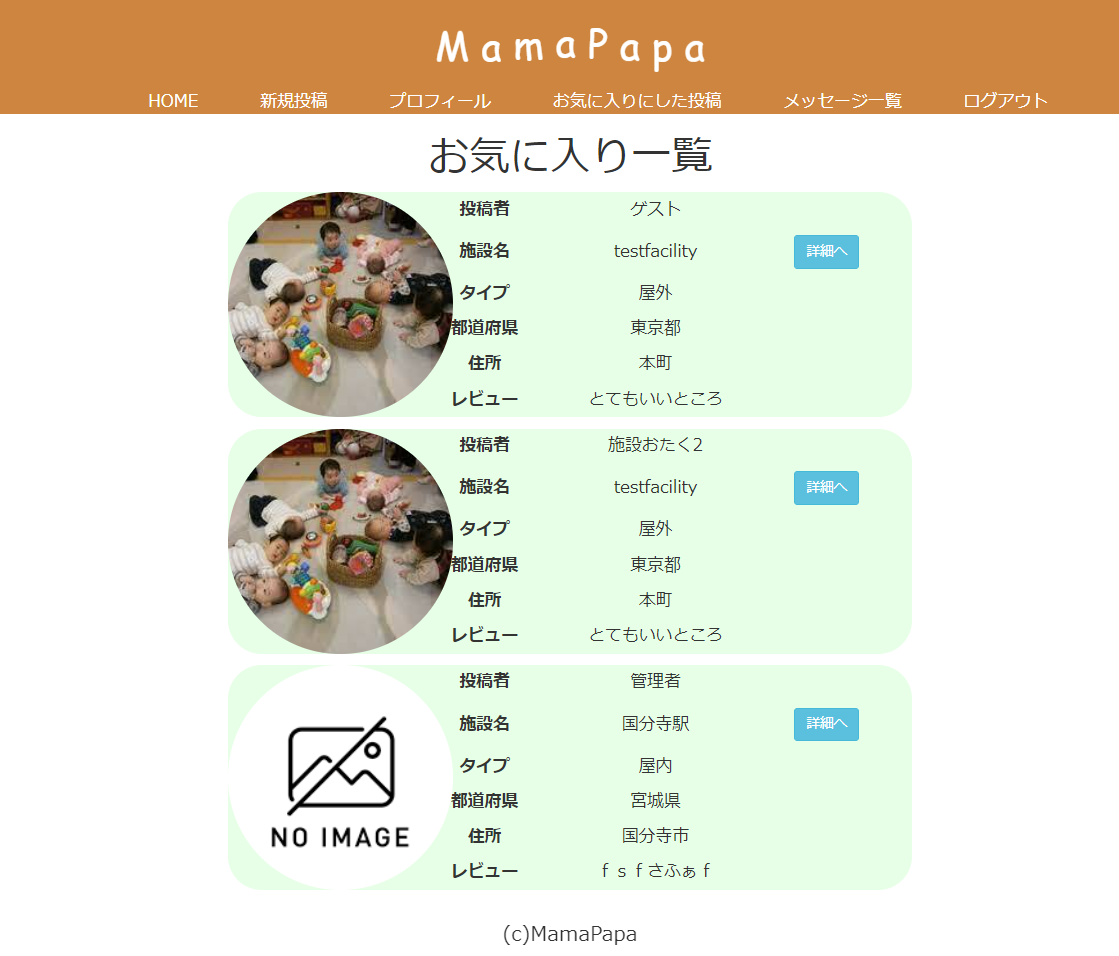 MamaPapa
HOME 新規投稿 プロフィール お気に入りにした投稿 メッセージ一覧 ログアウト
お気に入り一覧
投稿者 ゲスト
施設名 testfacility 詳細へ
タイプ 屋外
都道府県 東京都
住所 本町
レビュー とてもいいところ
投稿者 施設おたく2
施設名 testfacility 詳細へ
タイプ 屋外
都道府県 東京都
住所 本町
レビュー とてもいいところ
NO IMAGE
投稿者 管理者
施設名 国分寺駅 詳細へ
タイプ 屋内
都道府県 宮城県
住所 国分寺市
レビュー ｆｓｆさふぁｆ
(c)MamaPapa